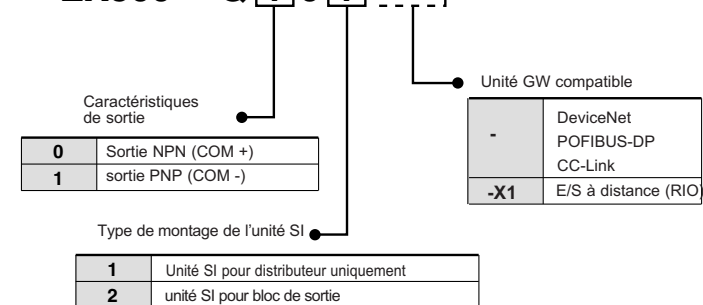 Unité GW compatible
-
DeviceNet
POFIBUS-DP
CC-Link
-X1 E/S à distance (RIO)
Caractéristiques
de sortie
0 Sortie NPN (COM +)
1 sortie PNP (COM -)
Type de montage de l'unité SI
1 Unité SI pour distributeur uniquement
2 unité SI pour bloc de sortie